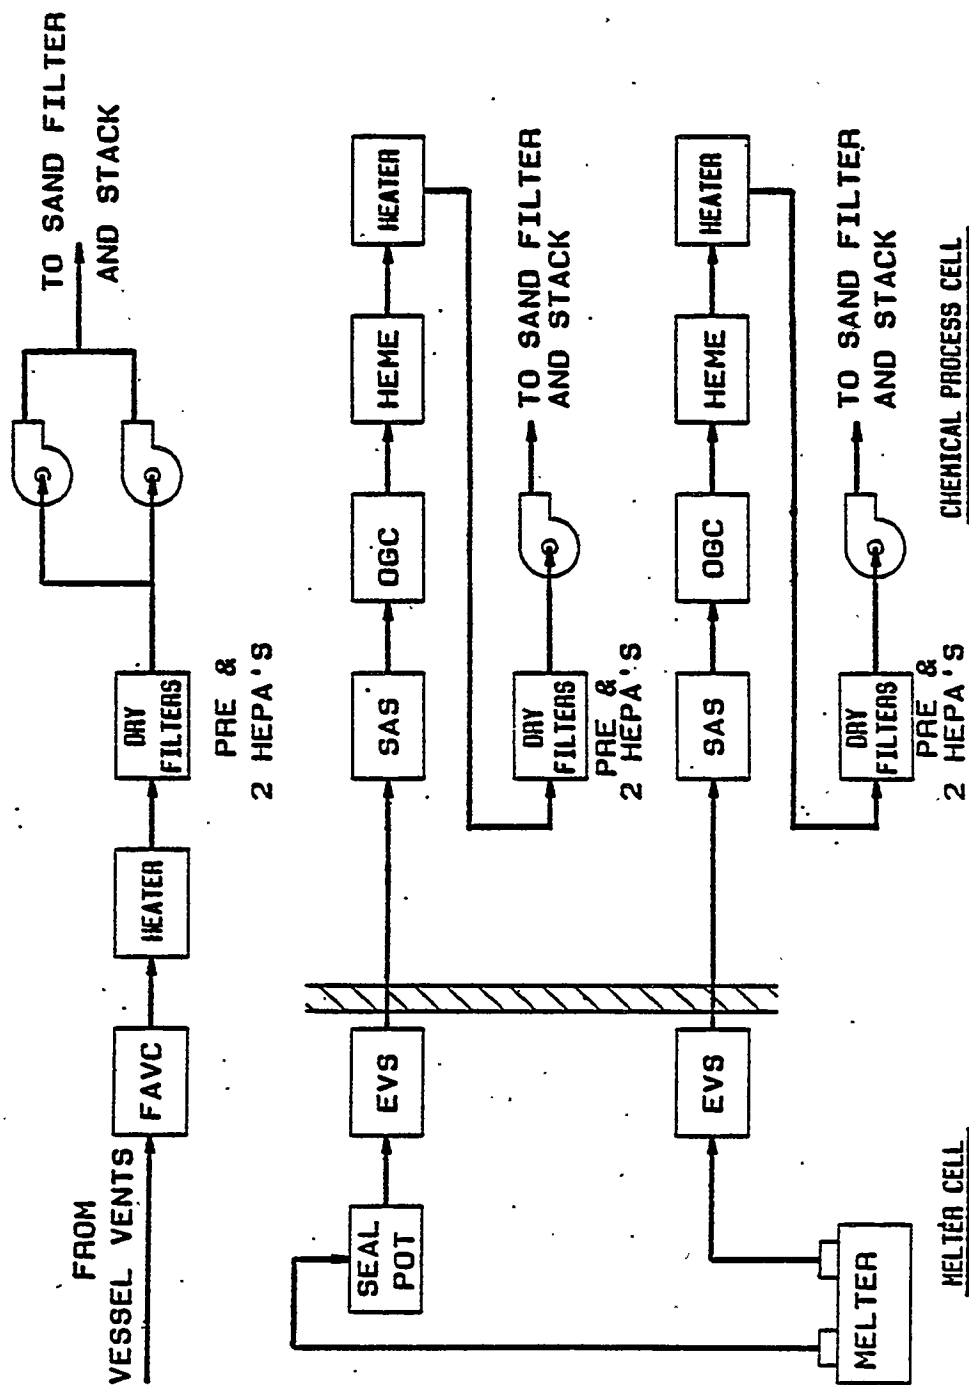 FROM
VESSEL VENTS
FAVC
HEATER
DRY
FILTERS
PRE &
2 HEPA'S
TO SAND FILTER
AND STACK
SEAL
POT
EVS
SAS
OGC
HEME
HEATER
DRY
FILTERS
PRE &
2 HEPA'S
TO SAND FILTER
AND STACK
MELTER
EVS
SAS
OGC
HEME
HEATER
DRY
FILTERS
PRE &
2 HEPA'S
TO SAND FILTER
AND STACK
MELTER CELL
CHEMICAL PROCESS CELL